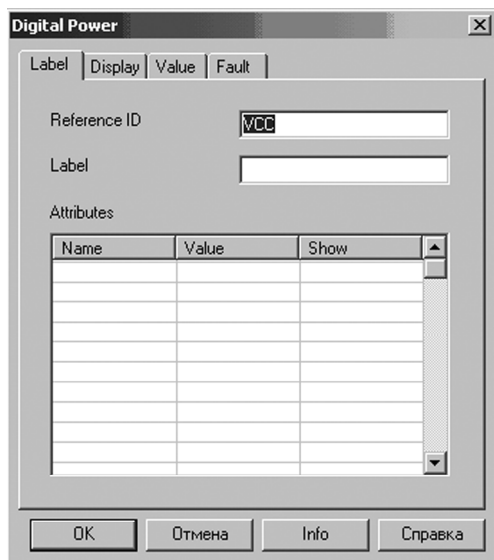 Digital Power
Label Display Value Fault
Reference ID VCC
Label
Attributes
Name Value Show
OK Отмена Info Справка